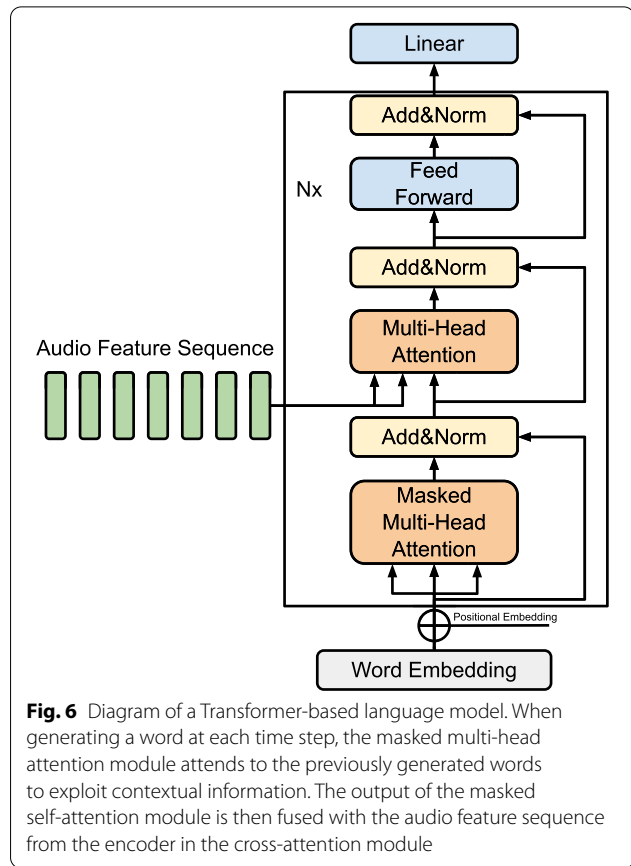 Linear
Add&Norm
Feed
Forward
Nx
Add&Norm
Multi-Head
Attention
Audio Feature Sequence
Add&Norm
Masked
Multi-Head
Attention
Positional Embedding
Word Embedding
Fig. 6 Diagram of a Transformer-based language model. When
generating a word at each time step, the masked multi-head
attention module attends to the previously generated words
to exploit contextual information. The output of the masked
self-attention module is then fused with the audio feature sequence
from the encoder in the cross-attention module